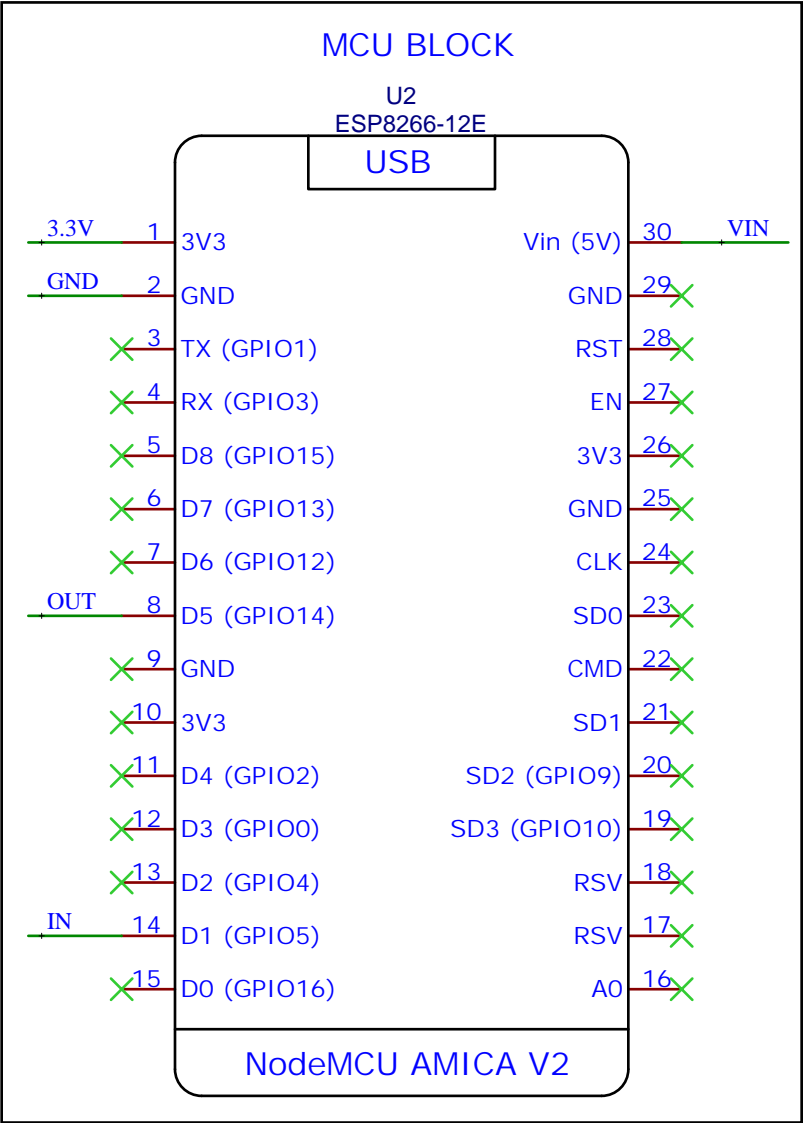 MCU BLOCK
U2
ESP8266-12E
USB
3.3V 1 3V3 Vin (5V) 30 VIN
GND 2 GND GND 29
3 TX (GPIO1) RST 28
4 RX (GPIO3) EN 27
5 D8 (GPIO15) 3V3 26
6 D7 (GPIO13) GND 25
7 D6 (GPIO12) CLK 24
OUT 8 D5 (GPIO14) SD0 23
9 GND CMD 22
10 3V3 SD1 21
11 D4 (GPIO2) SD2 (GPIO9) 20
12 D3 (GPIO0) SD3 (GPIO10) 19
13 D2 (GPIO4) RSV 18
IN 14 D1 (GPIO5) RSV 17
15 D0 (GPIO16) A0 16
NodeMCU AMICA V2